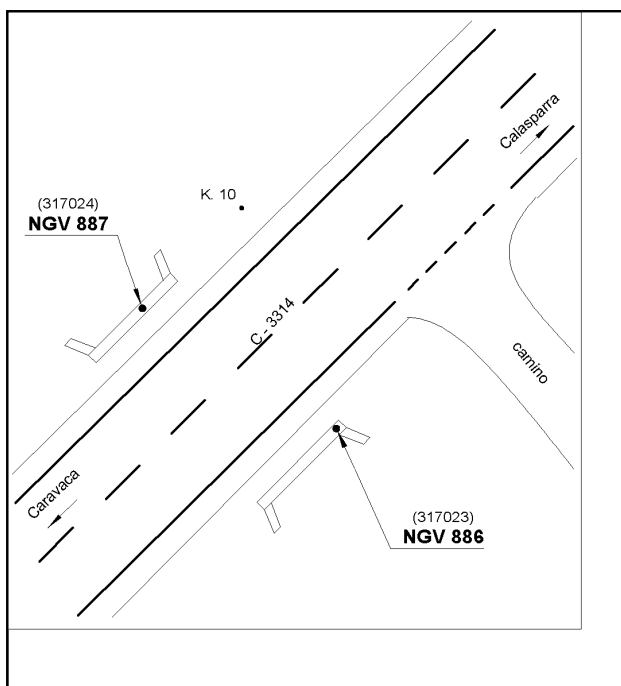 Calasparra
K. 10
(317024)
NGV 887
C - 3314
camino
Caravaca
(317023)
NGV 886